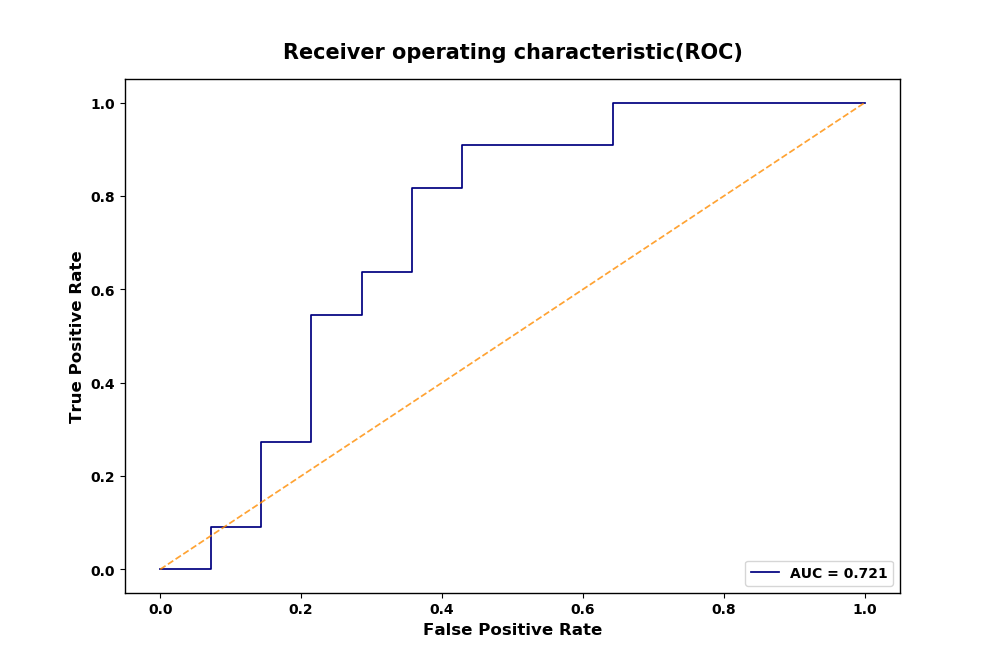 Receiver operating characteristic(ROC)
True Positive Rate
1.0
0.8
0.6
0.4
0.2
0.0
AUC = 0.721
0.0 0.2 0.4 0.6 0.8 1.0
False Positive Rate